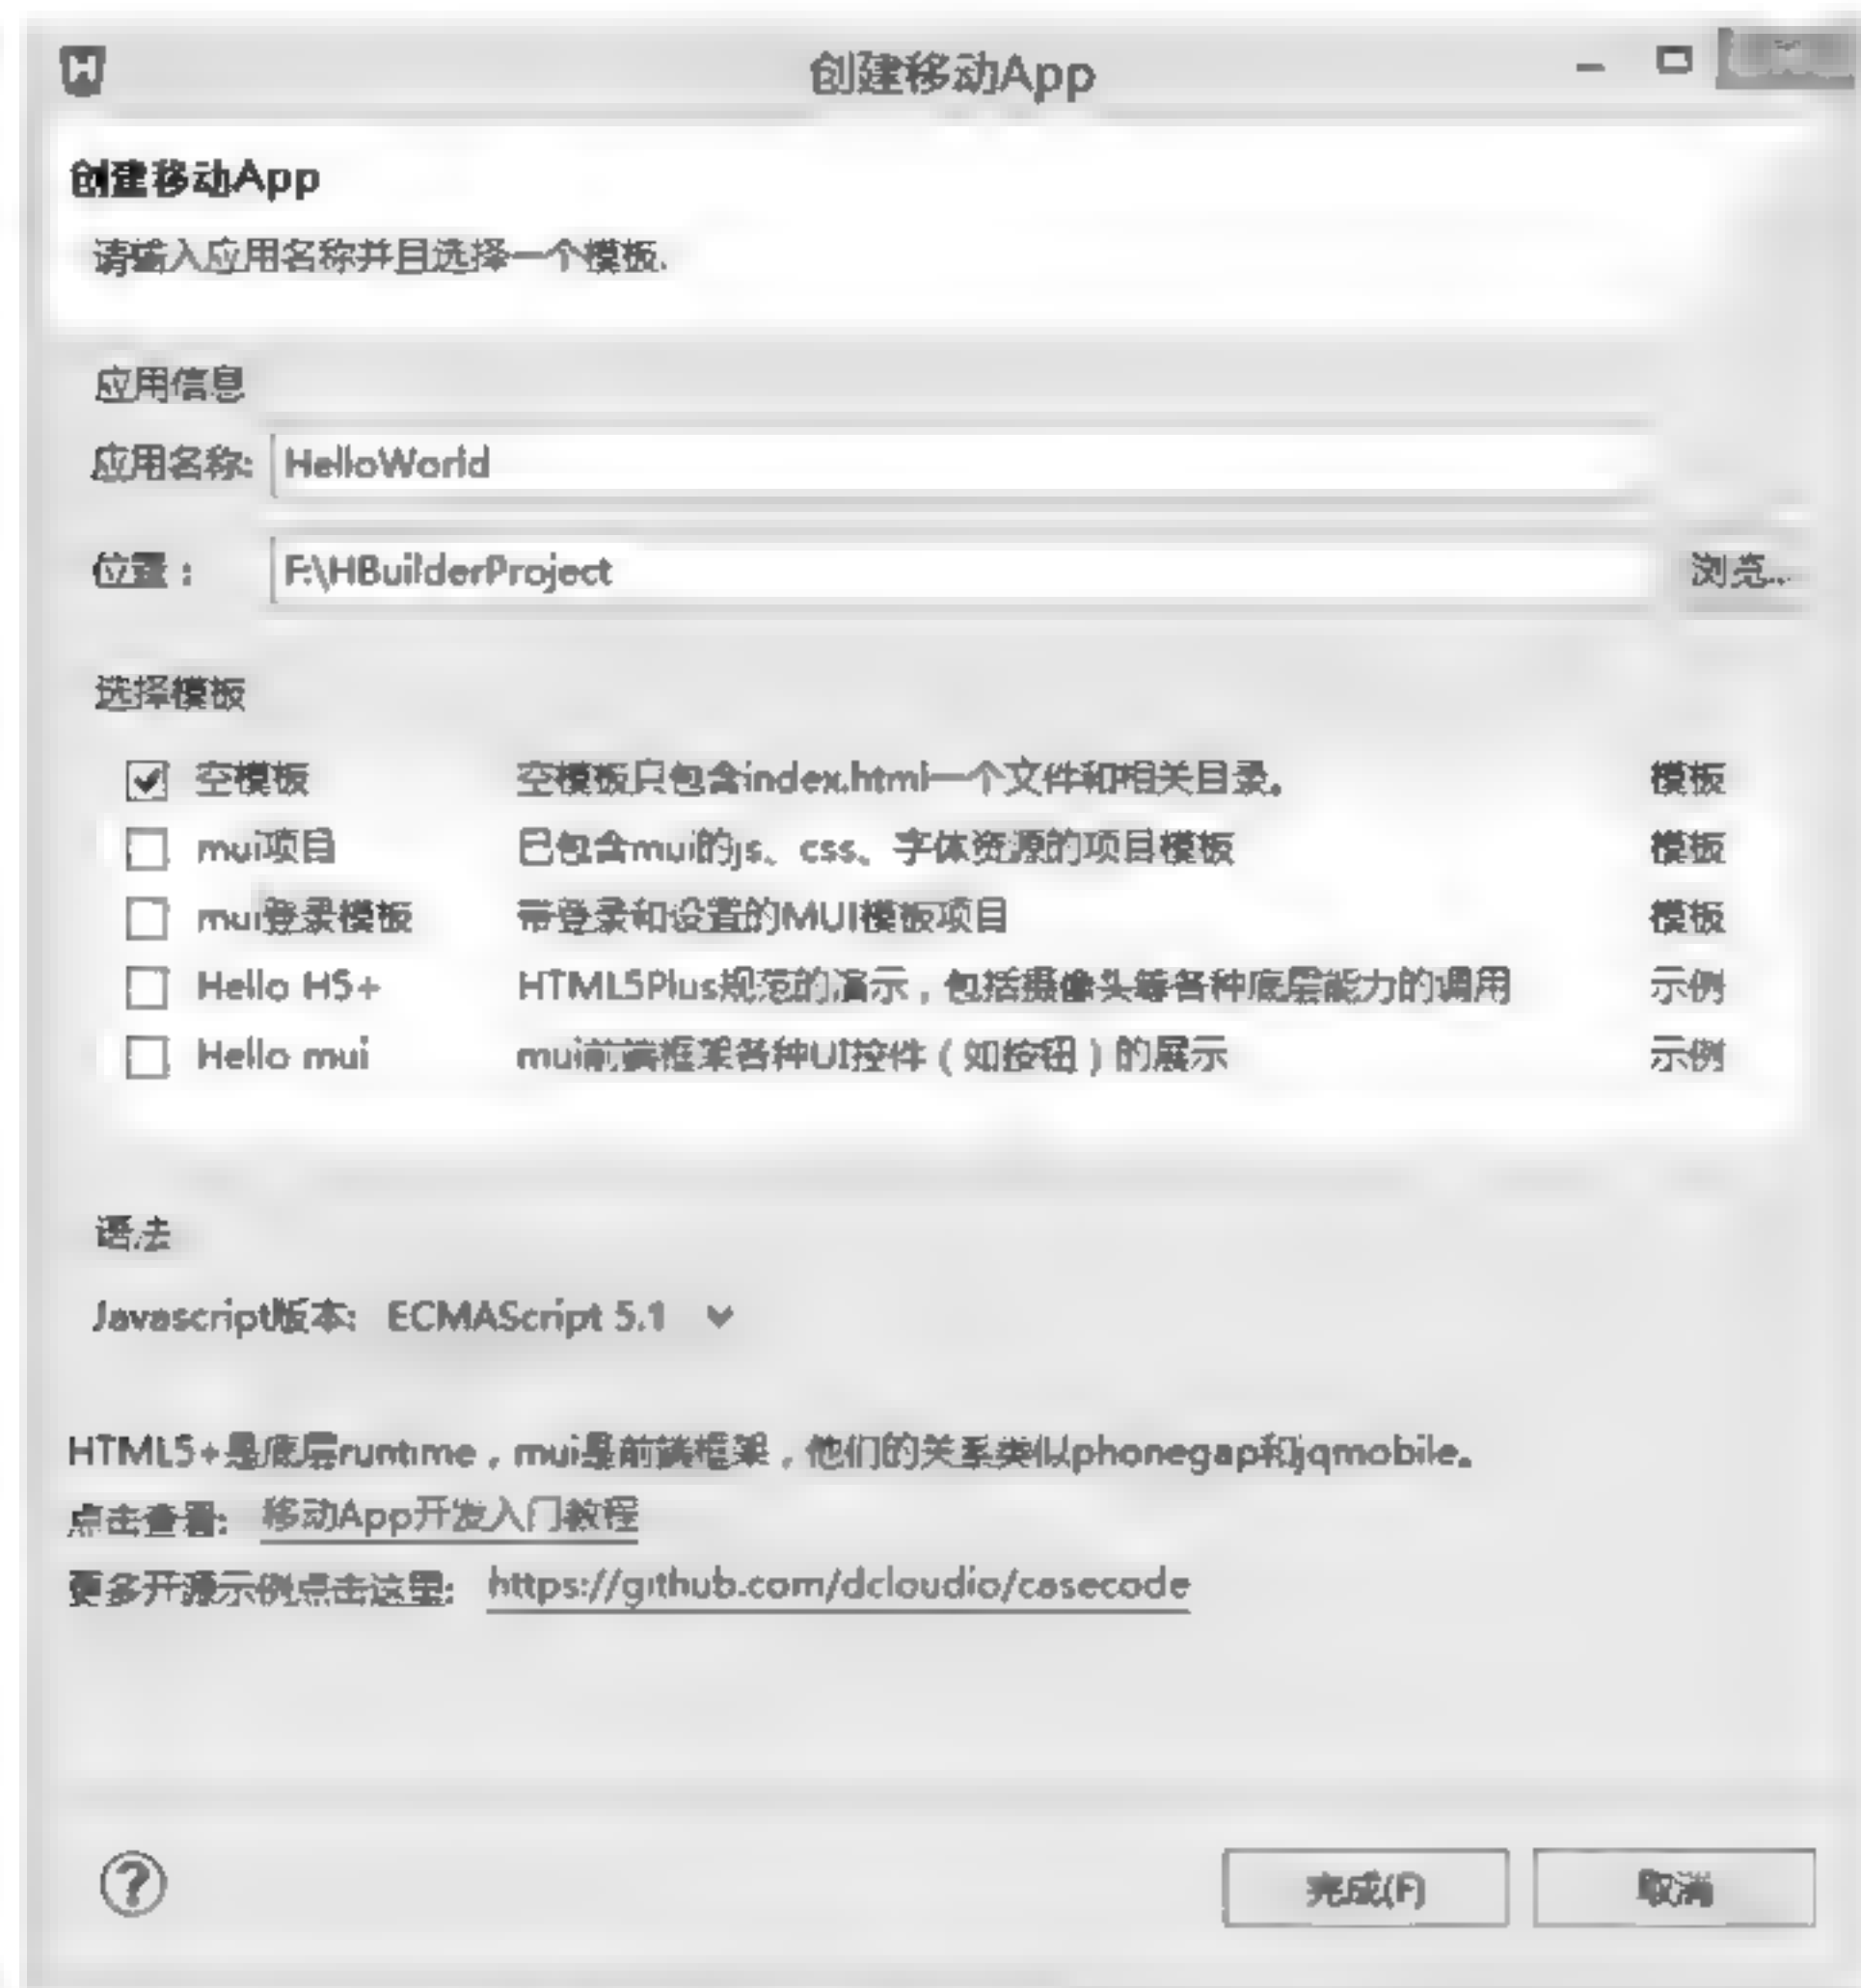 创建移动App
创建移动App
请输入应用名称并且选择一个模板.
应用信息
应用名称: HelloWorld
位置： F:\HBuilderProject 浏览...
选择模板
空模板 空模板只包含index.html一个文件和相关目录。 模板
mui项目 已包含mui的js、css、字体资源的项目模板 模板
mui登录模板 带登录和设置的MUI模板项目 模板
Hello H5+ HTML5Plus规范的演示，包括摄像头等各种底层能力的调用 示例
Hello mui mui前端框架各种UI控件（如按钮）的展示 示例
语法
Javascript版本: ECMAScript 5.1
HTML5+是底层runtime，mui是前端框架，他们的关系类似phonegap和jqmobile。
点击查看: 移动App开发入门教程
更多开源示例点击这里: https://github.com/dcloudio/casecode
完成(F) 取消